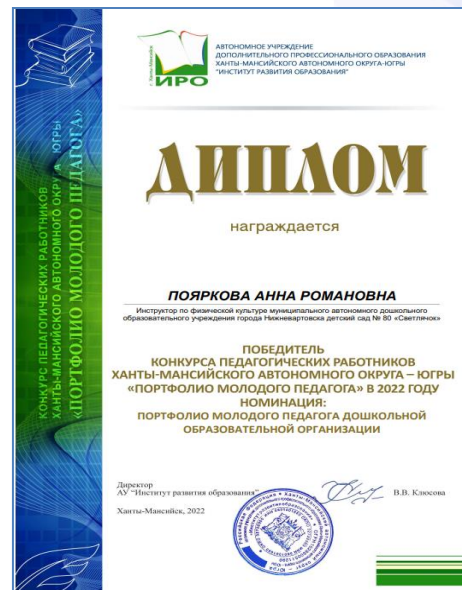 КОНКУРС ПЕДАГОГИЧЕСКИХ РАБОТНИКОВ
ХАНТЫ-МАНСИЙСКОГО АВТОНОМНОГО ОКРУГА - ЮГРЫ
«ПОРТФОЛИО МОЛОДОГО ПЕДАГОГА»
г. Ханты-Мансийск
ИРО
АВТОНОМНОЕ УЧРЕЖДЕНИЕ
ДОПОЛНИТЕЛЬНОГО ПРОФЕССИОНАЛЬНОГО ОБРАЗОВАНИЯ
ХАНТЫ-МАНСИЙСКОГО АВТОНОМНОГО ОКРУГА-ЮГРЫ
"ИНСТИТУТ РАЗВИТИЯ ОБРАЗОВАНИЯ"
ДИПЛОМ
награждается
ПОЯРКОВА АННА РОМАНОВНА
Инструктор по физической культуре муниципального автономного дошкольного
образовательного учреждения города Нижневартовска детский сад № 80 «Светлячок»
ПОБЕДИТЕЛЬ
КОНКУРСА ПЕДАГОГИЧЕСКИХ РАБОТНИКОВ
ХАНТЫ-МАНСИЙСКОГО АВТОНОМНОГО ОКРУГА – ЮГРЫ
«ПОРТФОЛИО МОЛОДОГО ПЕДАГОГА» В 2022 ГОДУ
НОМИНАЦИЯ:
ПОРТФОЛИО МОЛОДОГО ПЕДАГОГА ДОШКОЛЬНОЙ
ОБРАЗОВАТЕЛЬНОЙ ОРГАНИЗАЦИИ
Директор
АУ "Институт развития образования"
В.В. Клюсова
Ханты-Мансийск, 2022